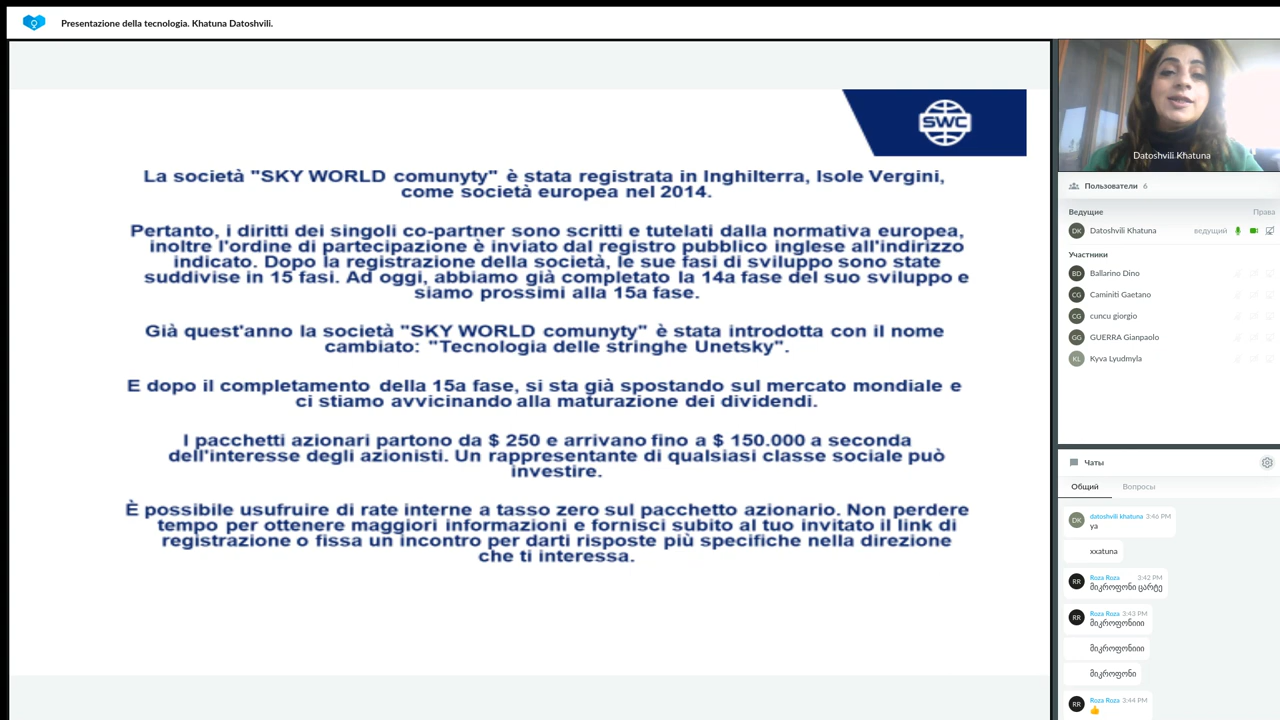 Presentazione della tecnologia. Khatuna Datoshvili.
SWC
La società "SKY WORLD comunyty" è stata registrata in Inghilterra, Isole Vergini,
come società europea nel 2014.
Pertanto, i diritti dei singoli co-partner sono scritti e tutelati dalla normativa europea,
inoltre l'ordine di partecipazione è inviato dal registro pubblico inglese all'indirizzo
indicato. Dopo la registrazione della società, le sue fasi di sviluppo sono state
suddivise in 15 fasi. Ad oggi, abbiamo già completato la 14a fase del suo sviluppo e
siamo prossimi alla 15a fase.
Già quest'anno la società "SKY WORLD comunyty" è stata introdotta con il nome
cambiato: "Tecnologia delle stringhe Unetsky".
E dopo il completamento della 15a fase, si sta già spostando sul mercato mondiale e
ci stiamo avvicinando alla maturazione dei dividendi.
I pacchetti azionari partono da $ 250 e arrivano fino a $ 150.000 a seconda
dell'interesse degli azionisti. Un rappresentante di qualsiasi classe sociale può
investire.
È possibile usufruire di rate interne a tasso zero sul pacchetto azionario. Non perdere
tempo per ottenere maggiori informazioni e fornisci subito al tuo invitato il link di
registrazione o fissa un incontro per darti risposte più specifiche nella direzione
che ti interessa.
Datoshvili Khatuna
Пользователи 6
Ведущие Права
DK Datoshvili Khatuna ведущий
Участники
BD Ballarino Dino
CG Caminiti Gaetano
CG cuncu giorgio
GG GUERRA Gianpaolo
KL Kyva Lyudmyla
Чаты
Общий Вопросы
DK datoshvili khatuna 3:46 PM
ya
xxatuna
RR Roza Roza 3:42 PM
მიკროფონი ცარტე
RR Roza Roza 3:43 PM
მიკროფონიიი
მიკროფონიიი
მიკროფონი
RR Roza Roza 3:44 PM
👍